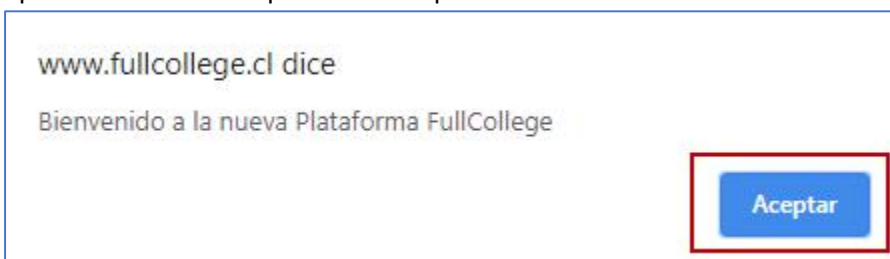 www.fullcollege.cl dice
Bienvenido a la nueva Plataforma FullCollege
Aceptar